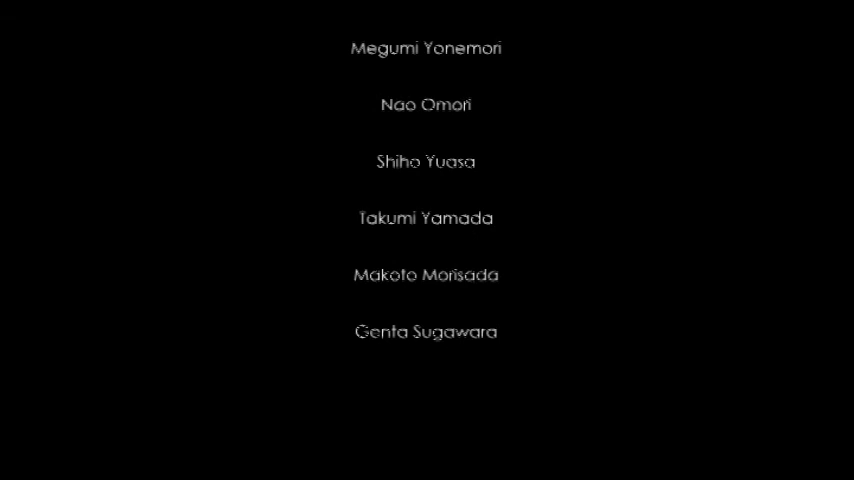 Megumi Yonemori
Nao Omori
Shiho Yuasa
Takumi Yamada
Makoto Morisada
Genta Sugawara